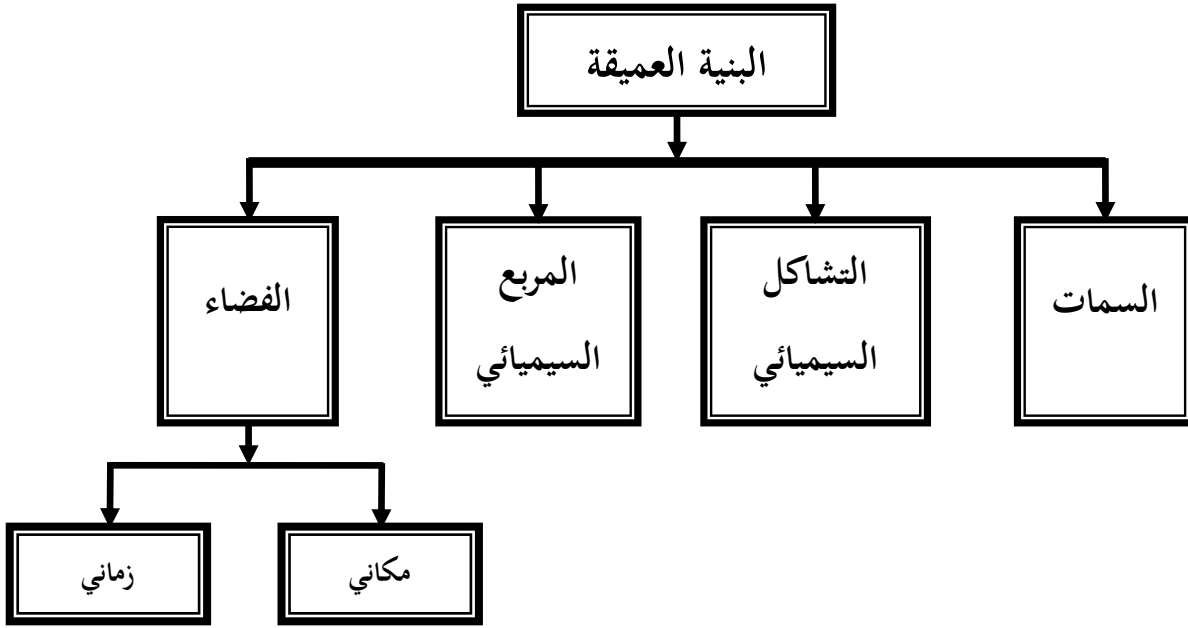 البنية العميقة
السمات
التشاكل
السيميائي
المربع
السيميائي
الفضاء
مكاني
زماني